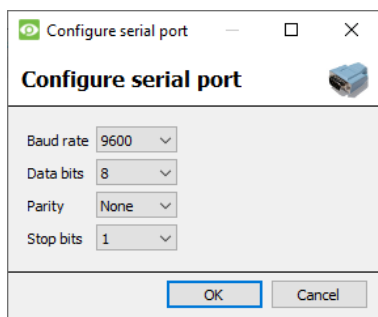 Configure serial port
Configure serial port
Baud rate 9600
Data bits 8
Parity None
Stop bits 1
OK Cancel